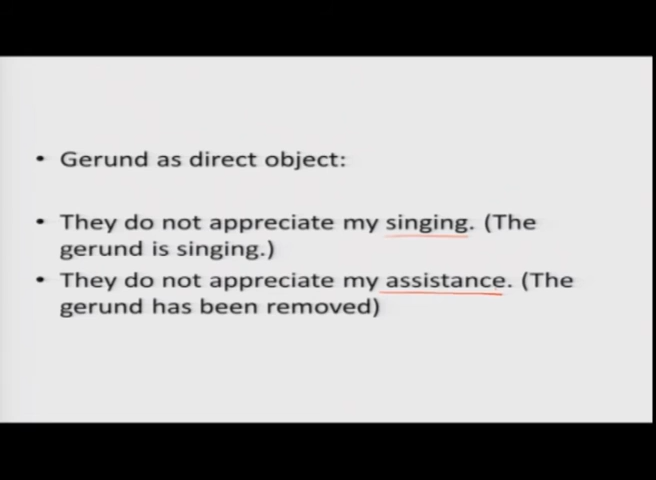 • Gerund as direct object:
• They do not appreciate my singing. (The
gerund is singing.)
• They do not appreciate my assistance. (The
gerund has been removed)